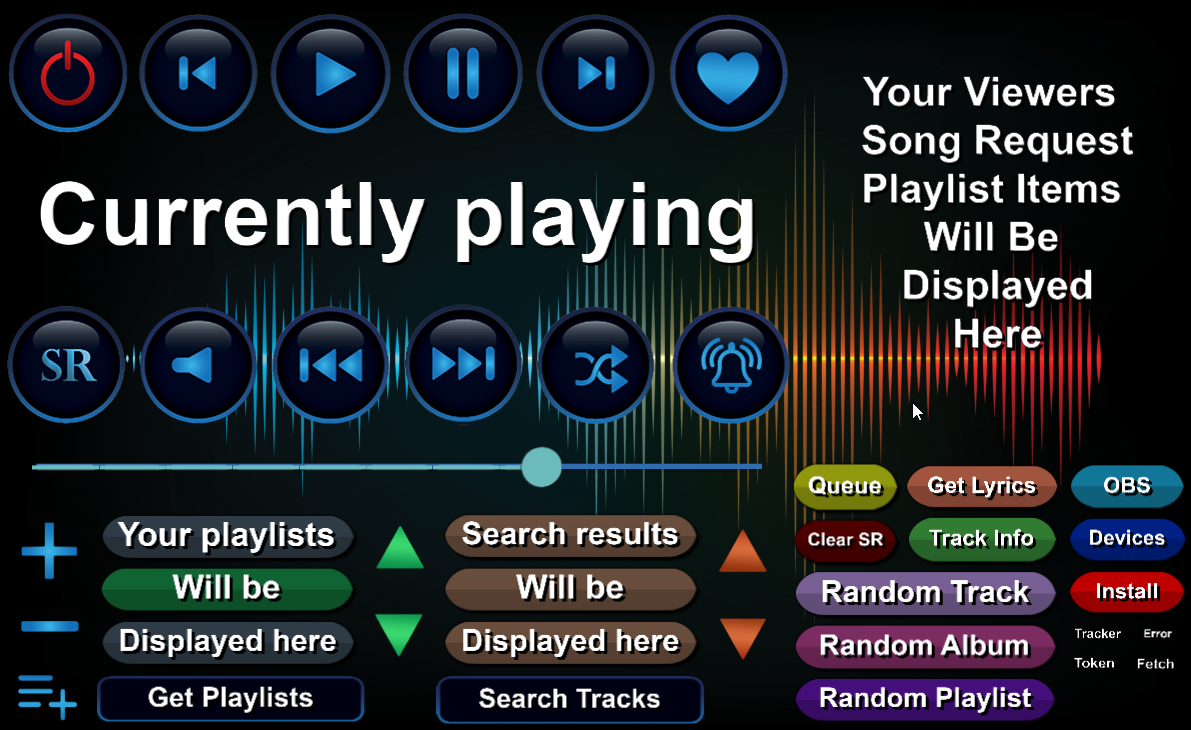 Your Viewers
Song Request
Playlist Items
Will Be
Displayed
Here
Currently playing
SR
Your playlists
Will be
Displayed here
Get Playlists
Search results
Will be
Displayed here
Search Tracks
Queue
Get Lyrics
OBS
Clear SR
Track Info
Devices
Random Track
Install
Random Album
Tracker
Error
Token
Fetch
Random Playlist